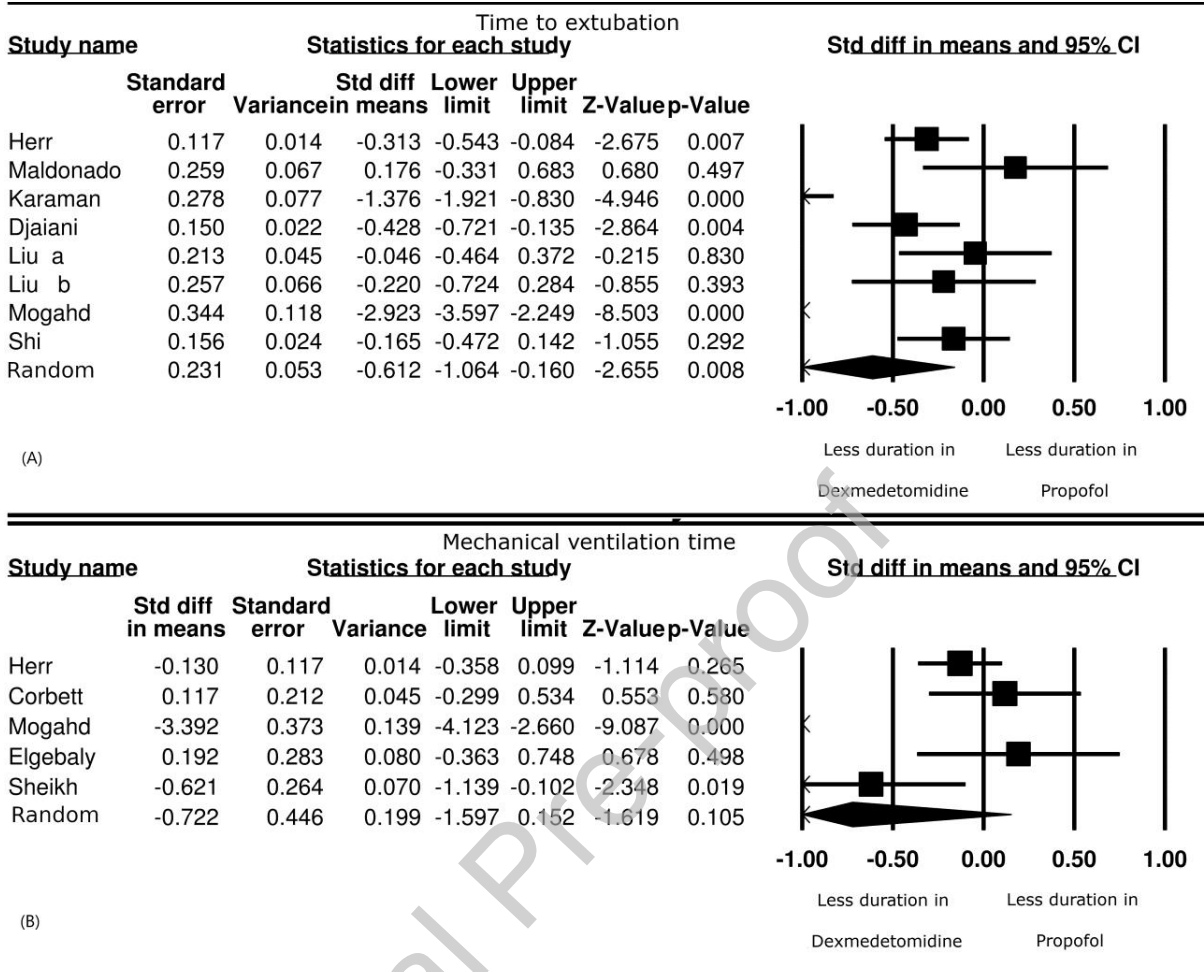 Time to extubation
Study name Statistics for each study Std diff in means and 95% CI
Standard Std diff Lower Upper
error Variance in means limit limit Z-Value p-Value
Herr 0.117 0.014 -0.313 -0.543 -0.084 -2.675 0.007
Maldonado 0.259 0.067 0.176 -0.331 0.683 0.680 0.497
Karaman 0.278 0.077 -1.376 -1.921 -0.830 -4.946 0.000
Djaiani 0.150 0.022 -0.428 -0.721 -0.135 -2.864 0.004
Liu a 0.213 0.045 -0.046 -0.464 0.372 -0.215 0.830
Liu b 0.257 0.066 -0.220 -0.724 0.284 -0.855 0.393
Mogahd 0.344 0.118 -2.923 -3.597 -2.249 -8.503 0.000
Shi 0.156 0.024 -0.165 -0.472 0.142 -1.055 0.292
Random 0.231 0.053 -0.612 -1.064 -0.160 -2.655 0.008
-1.00 -0.50 0.00 0.50 1.00
(A)
Less duration in Less duration in
Dexmedetomidine Propofol
Mechanical ventilation time
Study name Statistics for each study Std diff in means and 95% CI
Std diff Standard Lower Upper
in means error Variance limit limit Z-Value p-Value
Herr -0.130 0.117 0.014 -0.358 0.099 -1.114 0.265
Corbett 0.117 0.212 0.045 -0.299 0.534 0.553 0.580
Mogahd -3.392 0.373 0.139 -4.123 -2.660 -9.087 0.000
Elgebaly 0.192 0.283 0.080 -0.363 0.748 0.678 0.498
Sheikh -0.621 0.264 0.070 -1.139 -0.102 -2.348 0.019
Random -0.722 0.446 0.199 -1.597 0.152 -1.619 0.105
-1.00 -0.50 0.00 0.50 1.00
(B)
Less duration in Less duration in
Dexmedetomidine Propofol
al Pre-proof